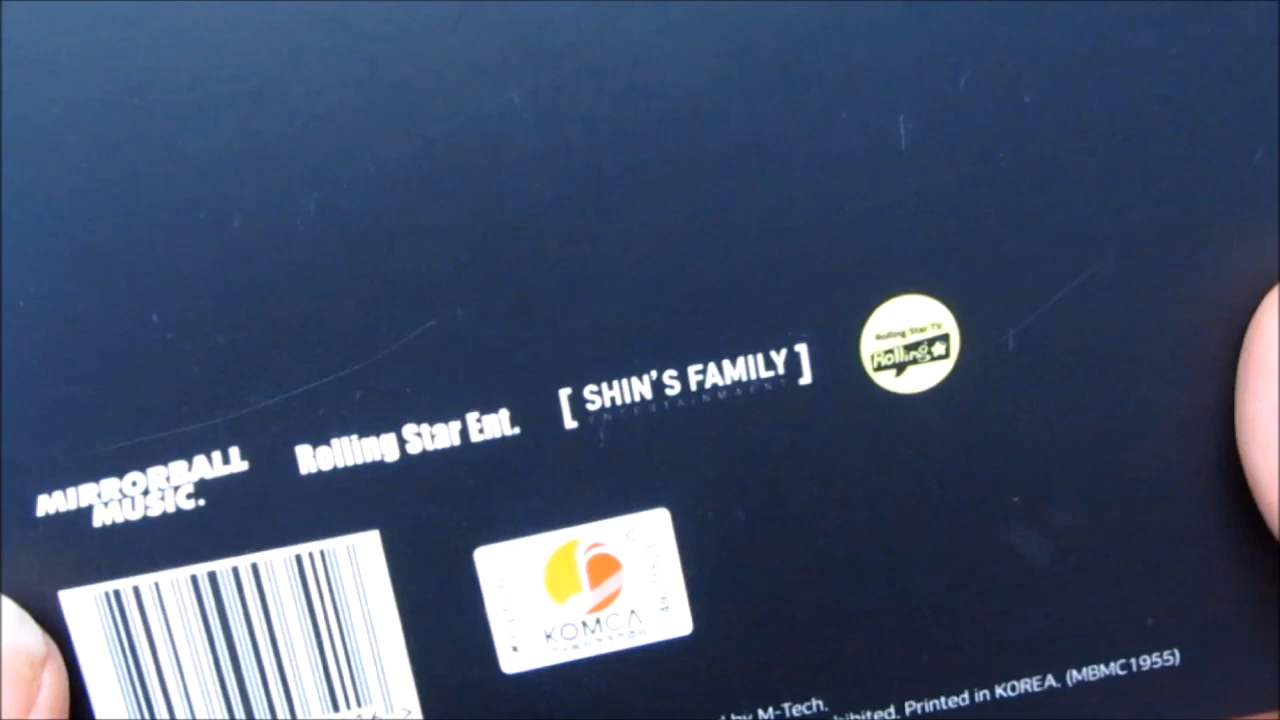 MIRRORBALL
MUSIC.
Rolling Star Ent.
[ SHIN'S FAMILY ]
ENTERTAINMAENT
Rolling Star TV
Rolling
KOMCA
by M-Tech.
hibited. Printed in KOREA. (MBMC1955)